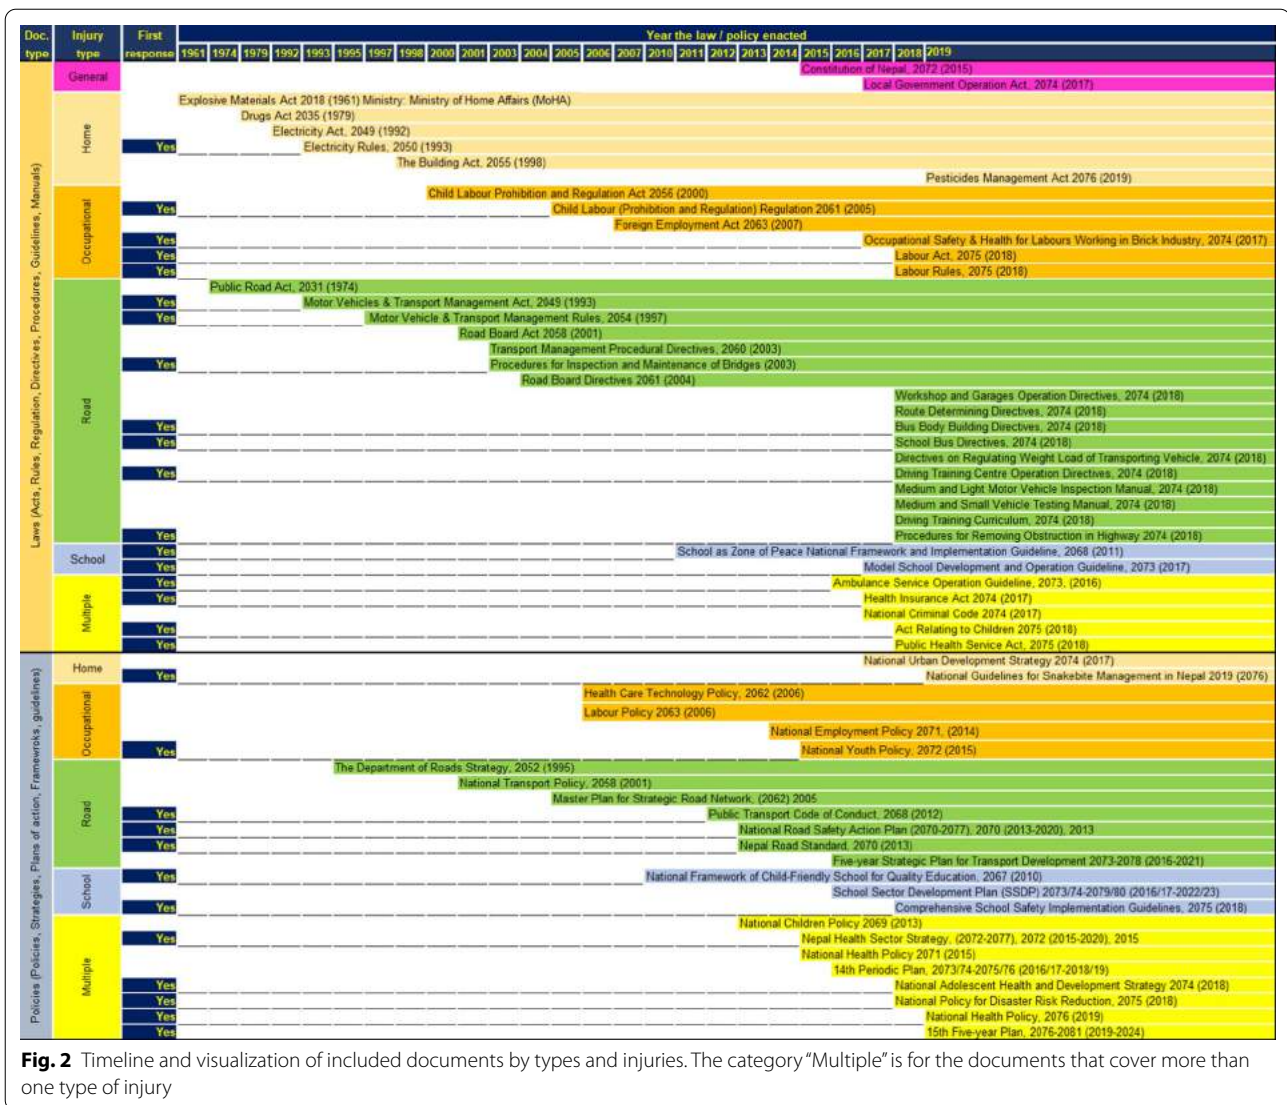 Doc. type Injury type First response Year the law / policy enacted
1961 1974 1979 1992 1993 1995 1997 1998 2000 2001 2003 2004 2005 2006 2007 2010 2011 2012 2013 2014 2015 2016 2017 2018 2019
Laws (Acts, Rules, Regulation, Directives, Procedures, Guidelines, Manuals)
General
Constitution of Nepal, 2072 (2015)
Local Government Operation Act, 2074 (2017)
Home
Explosive Materials Act 2018 (1961) Ministry: Ministry of Home Affairs (MoHA)
Drugs Act 2035 (1979)
Electricity Act, 2049 (1992)
Yes Electricity Rules, 2050 (1993)
The Building Act, 2055 (1998)
Pesticides Management Act 2076 (2019)
Occupational
Child Labour Prohibition and Regulation Act 2056 (2000)
Yes Child Labour (Prohibition and Regulation) Regulation 2061 (2005)
Foreign Employment Act 2063 (2007)
Yes Occupational Safety & Health for Labours Working in Brick Industry, 2074 (2017)
Yes Labour Act, 2075 (2018)
Yes Labour Rules, 2075 (2018)
Road
Public Road Act, 2031 (1974)
Yes Motor Vehicles & Transport Management Act, 2049 (1993)
Yes Motor Vehicle & Transport Management Rules, 2054 (1997)
Road Board Act 2058 (2001)
Transport Management Procedural Directives, 2060 (2003)
Yes Procedures for Inspection and Maintenance of Bridges (2003)
Road Board Directives 2061 (2004)
Workshop and Garages Operation Directives, 2074 (2018)
Route Determining Directives, 2074 (2018)
Yes Bus Body Building Directives, 2074 (2018)
Yes School Bus Directives, 2074 (2018)
Directives on Regulating Weight Load of Transporting Vehicle, 2074 (2018)
Yes Driving Training Centre Operation Directives, 2074 (2018)
Medium and Light Motor Vehicle Inspection Manual, 2074 (2018)
Medium and Small Vehicle Testing Manual, 2074 (2018)
Driving Training Curriculum, 2074 (2018)
Yes Procedures for Removing Obstruction in Highway 2074 (2018)
School
Yes School as Zone of Peace National Framework and Implementation Guideline, 2068 (2011)
Yes Model School Development and Operation Guideline, 2073 (2017)
Multiple
Yes Ambulance Service Operation Guideline, 2073, (2016)
Yes Health Insurance Act 2074 (2017)
National Criminal Code 2074 (2017)
Yes Act Relating to Children 2075 (2018)
Yes Public Health Service Act, 2075 (2018)
Policies (Policies, Strategies, Plans of action, Framewroks, guidelines)
Home
National Urban Development Strategy 2074 (2017)
Yes National Guidelines for Snakebite Management in Nepal 2019 (2076)
Occupational
Health Care Technology Policy, 2062 (2006)
Labour Policy 2063 (2006)
National Employment Policy 2071, (2014)
Yes National Youth Policy, 2072 (2015)
Road
The Department of Roads Strategy, 2052 (1995)
National Transport Policy, 2058 (2001)
Master Plan for Strategic Road Network, (2062) 2005
Yes Public Transport Code of Conduct, 2068 (2012)
Yes National Road Safety Action Plan (2070-2077), 2070 (2013-2020), 2013
Yes Nepal Road Standard, 2070 (2013)
Five-year Strategic Plan for Transport Development 2073-2078 (2016-2021)
School
Yes National Framework of Child-Friendly School for Quality Education, 2067 (2010)
School Sector Development Plan (SSDP) 2073/74-2079/80 (2016/17-2022/23)
Yes Comprehensive School Safety Implementation Guidelines, 2075 (2018)
Multiple
National Children Policy 2069 (2013)
Yes Nepal Health Sector Strategy, (2072-2077), 2072 (2015-2020), 2015
National Health Policy 2071 (2015)
14th Periodic Plan, 2073/74-2075/76 (2016/17-2018/19)
Yes National Adolescent Health and Development Strategy 2074 (2018)
Yes National Policy for Disaster Risk Reduction, 2075 (2018)
Yes National Health Policy, 2076 (2019)
Yes 15th Five-year Plan, 2076-2081 (2019-2024)
Fig. 2 Timeline and visualization of included documents by types and injuries. The category “Multiple” is for the documents that cover more than
one type of injury